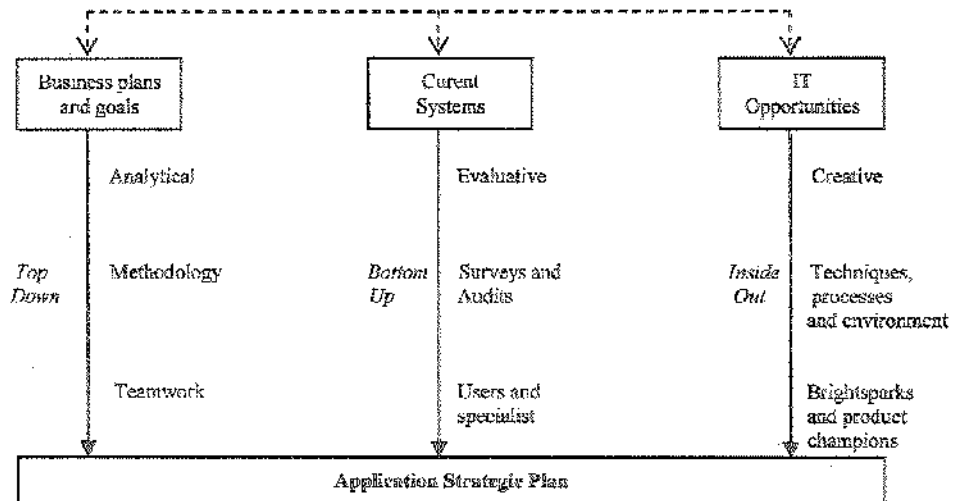 Business plans
and goals
Curent
Systems
IT
Opportunities
Analytical
Evaluative
Creative
Top
Down
Methodology
Bottom
Up
Surveys and
Audits
Inside
Out
Techniques,
processes
and environment
Teamwork
Users and
specialist
Brightsparks
and product
champions
Application Strategic Plan